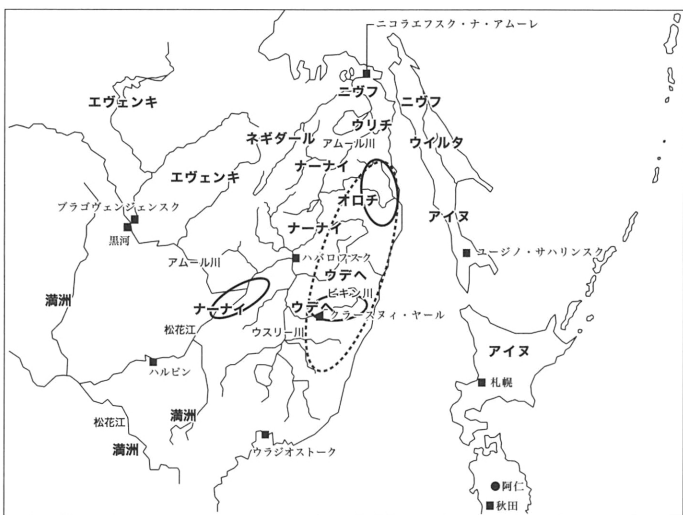 ニコラエフスク・ナ・アムーレ
ニヴフ
ニヴフ
エヴェンキ
ウリチ
ネギダール
アムール川
ウイルタ
ナーナイ
エヴェンキ
オロチ
ブラゴヴェンジェンスク
アイヌ
黒河
ナーナイ
ユージノ・サハリンスク
アムール川
ハバロフスク
ウデヘ
ビキン川
満洲
ナーナイ
ウデヘ
クラースヌィ・ヤール
松花江
ウスリー川
アイヌ
ハルビン
札幌
松花江
満洲
満洲
ウラジオストーク
阿仁
秋田